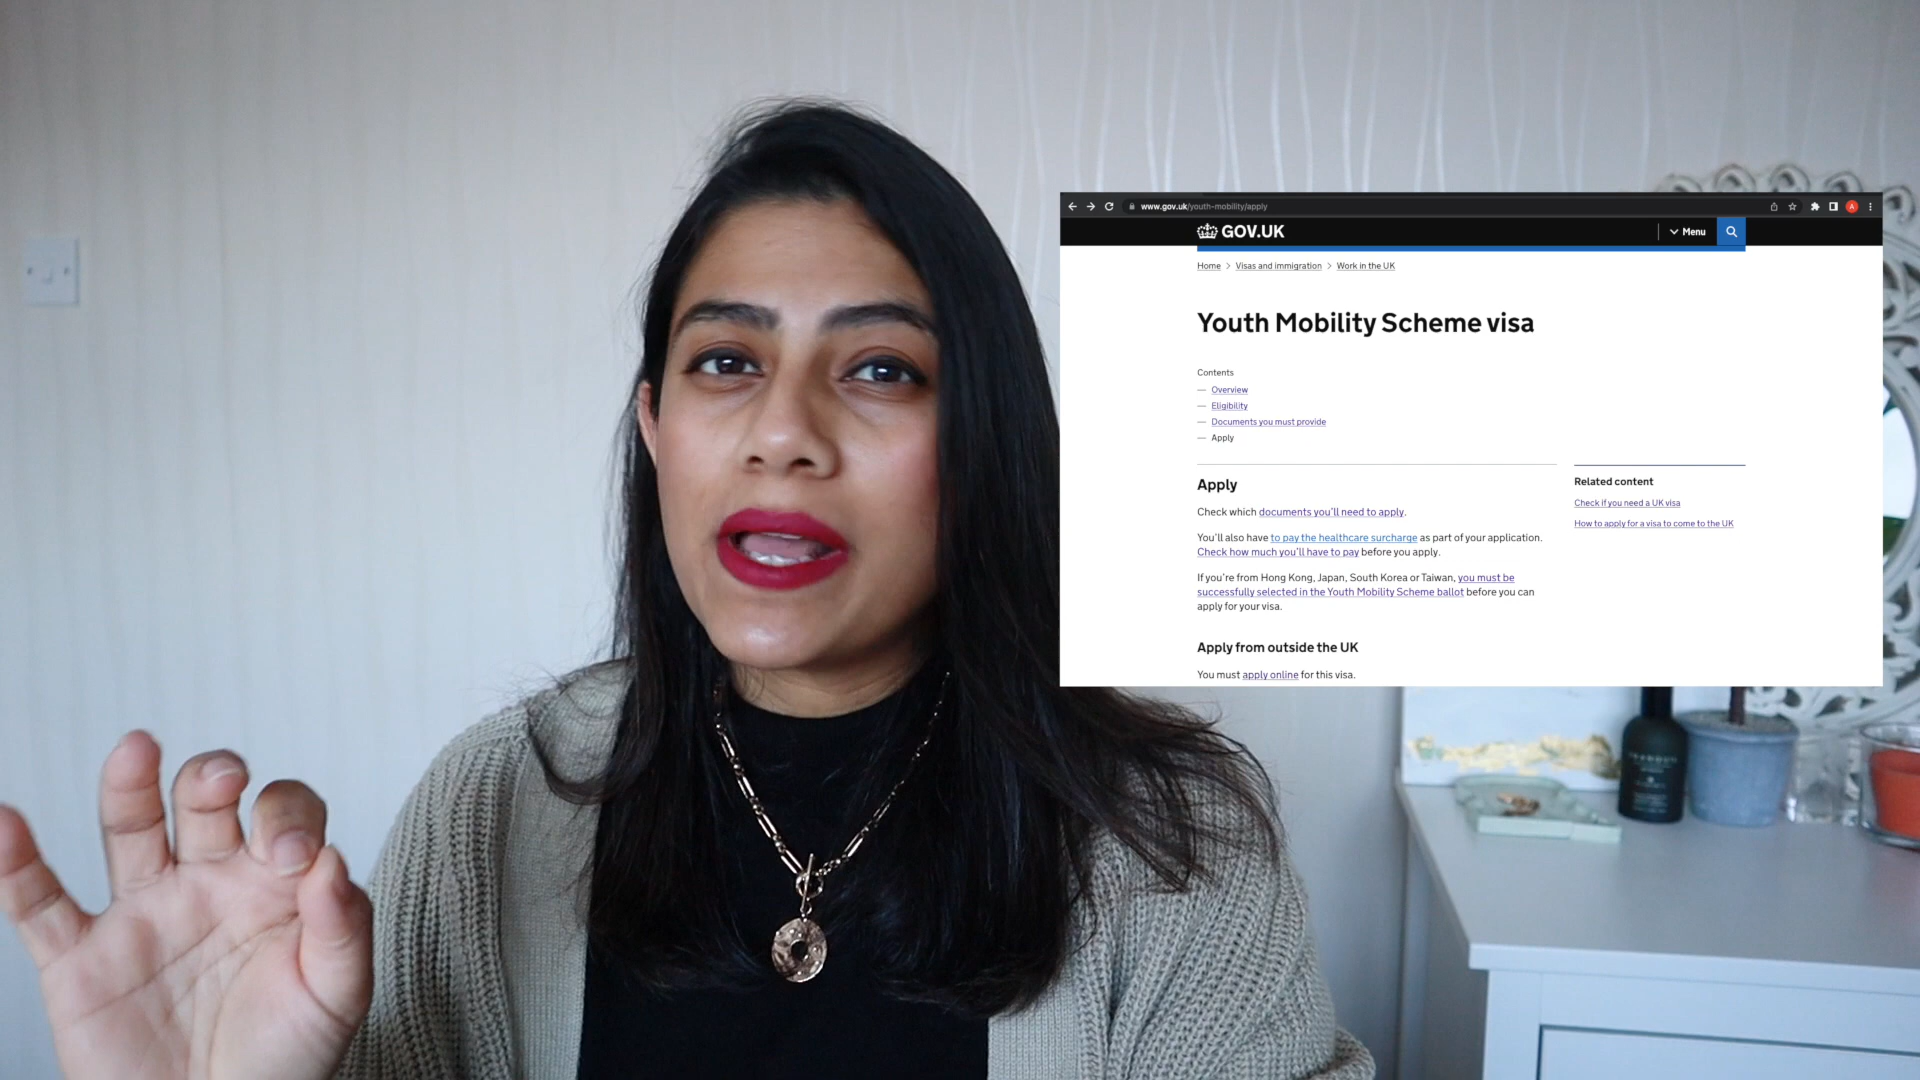 www.gov.uk/youth-mobility/apply
A
GOV.UK
Menu
Home > Visas and immigration > Work in the UK
Youth Mobility Scheme visa
Contents
— Overview
— Eligibility
— Documents you must provide
— Apply
Apply
Check which documents you'll need to apply.
You'll also have to pay the healthcare surcharge as part of your application.
Check how much you'll have to pay before you apply.
If you're from Hong Kong, Japan, South Korea or Taiwan, you must be
successfully selected in the Youth Mobility Scheme ballot before you can
apply for your visa.
Apply from outside the UK
You must apply online for this visa.
Related content
Check if you need a UK visa
How to apply for a visa to come to the UK